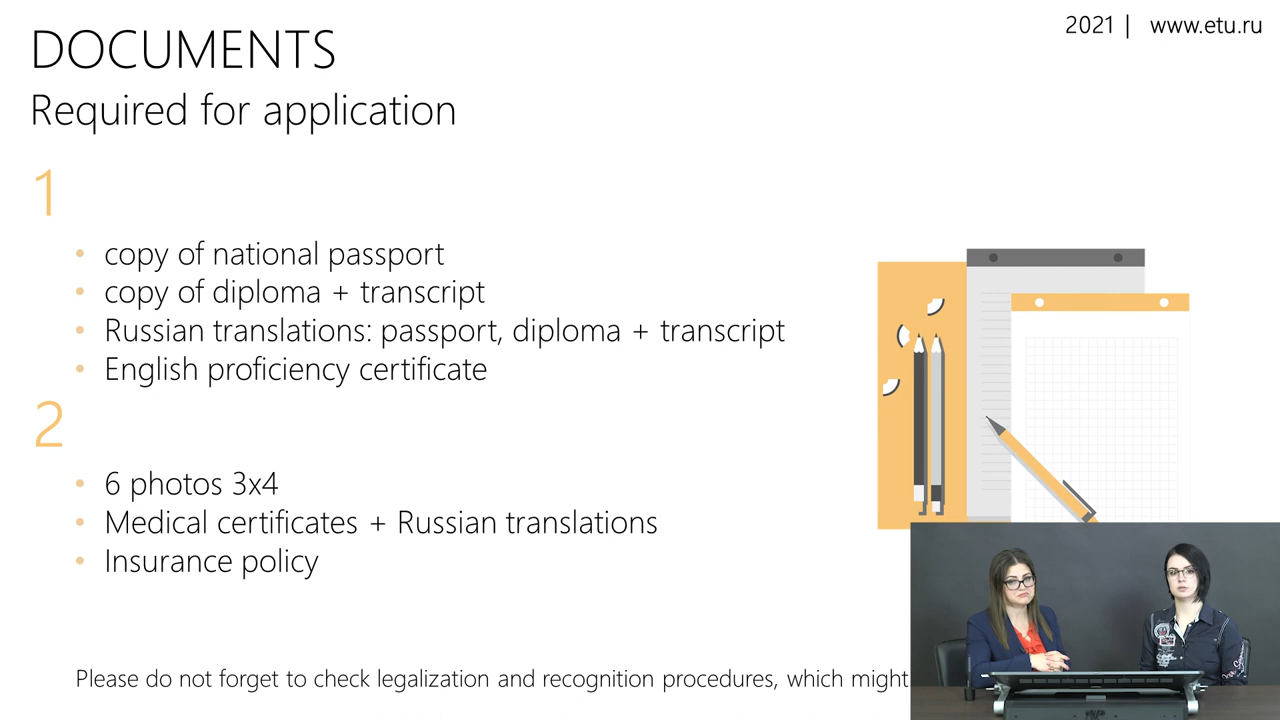 2021 | www.etu.ru
DOCUMENTS
Required for application
1
• copy of national passport
• copy of diploma + transcript
• Russian translations: passport, diploma + transcript
• English proficiency certificate
2
• 6 photos 3x4
• Medical certificates + Russian translations
• Insurance policy
Please do not forget to check legalization and recognition procedures, which might